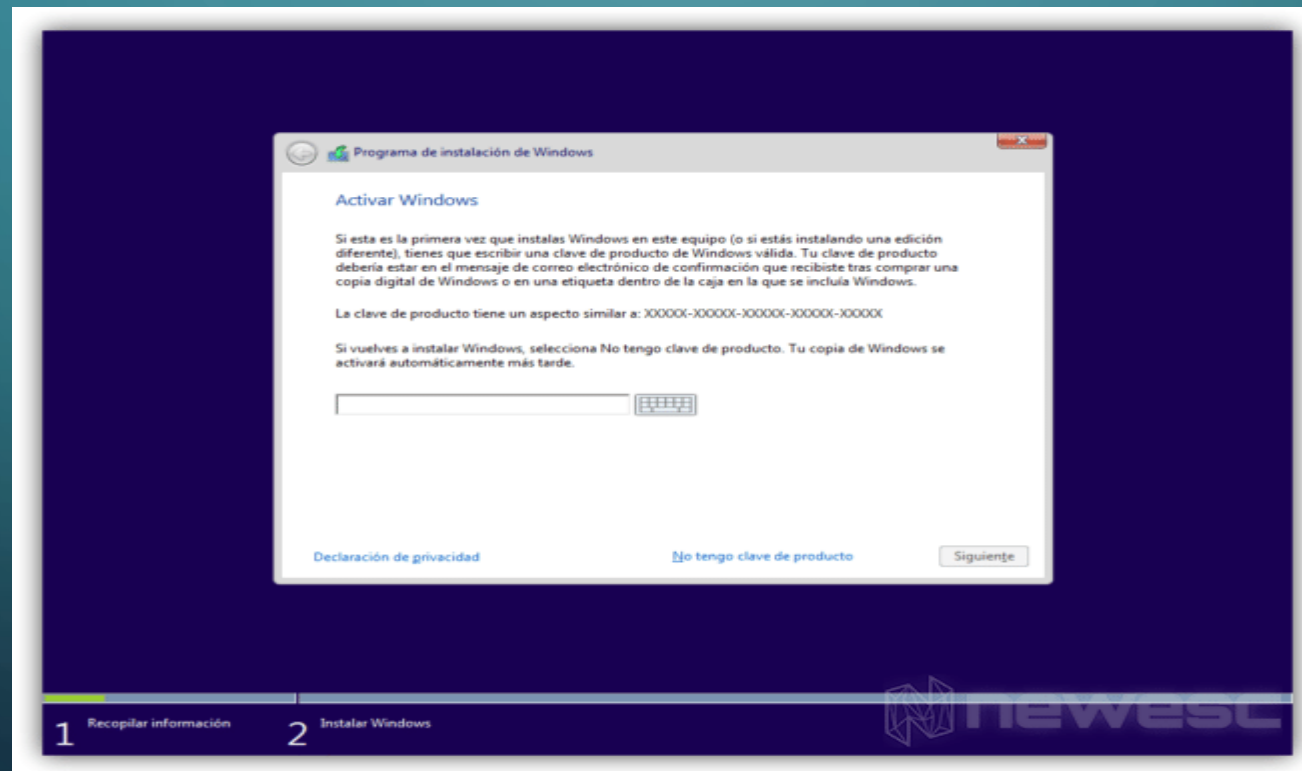 Programa de instalación de Windows
Activar Windows
Si esta es la primera vez que instalas Windows en este equipo (o si estás instalando una edición
diferente), tienes que escribir una clave de producto de Windows válida. Tu clave de producto
debería estar en el mensaje de correo electrónico de confirmación que recibiste tras comprar una
copia digital de Windows o en una etiqueta dentro de la caja en la que se incluía Windows.
La clave de producto tiene un aspecto similar a: XXXXX-XXXXX-XXXXX-XXXXX-XXXXX
Si vuelves a instalar Windows, selecciona No tengo clave de producto. Tu copia de Windows se
activará automáticamente más tarde.
Declaración de privacidad
No tengo clave de producto
Siguiente
1 Recopilar información
2 Instalar Windows
newesc